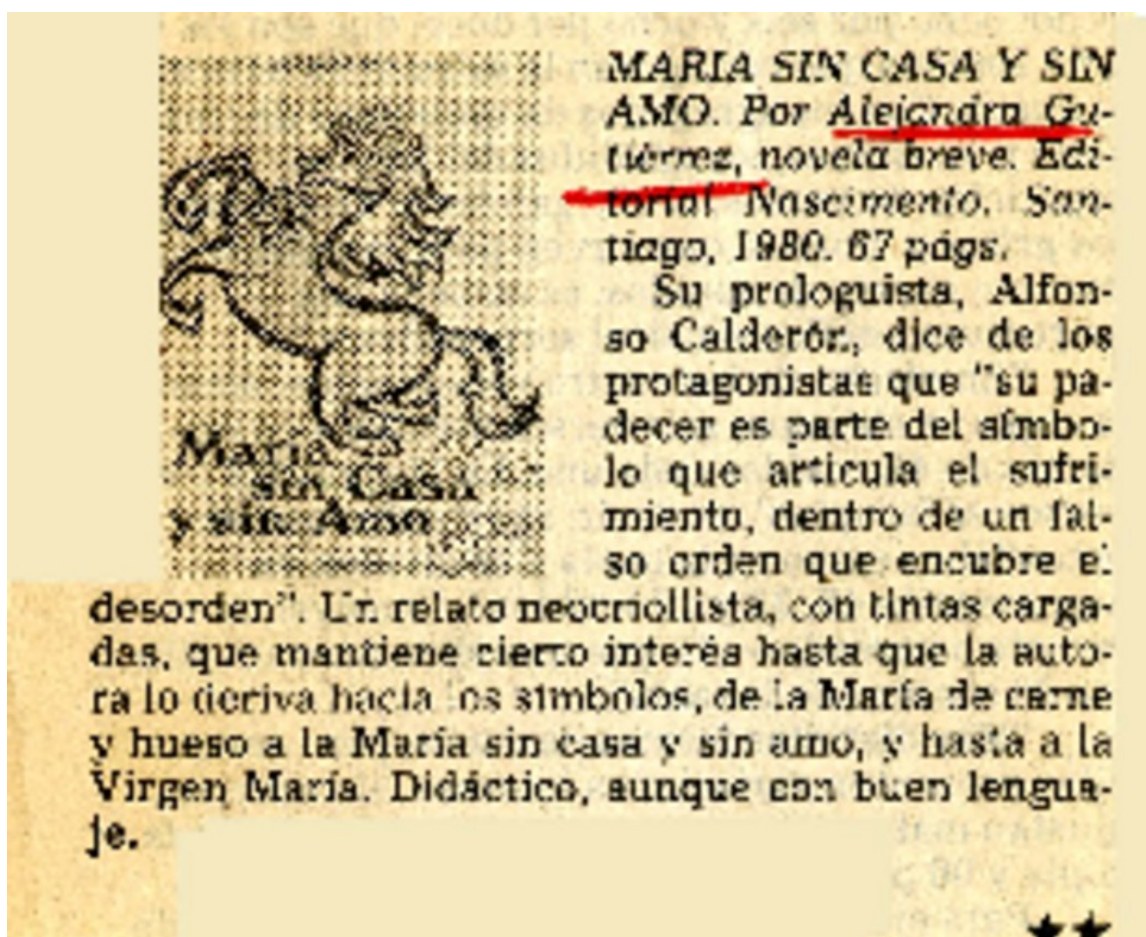 MARIA SIN CASA Y SIN
AMO. Por Alejandra Gu-
tiérrez, novela breve. Edi-
torial Nascimento. San-
tiago, 1980. 67 págs.
Su prologuista, Alfon-
so Calderón, dice de los
protagonistas que "su pa-
decer es parte del símbo-
lo que articula el sufri-
miento, dentro de un fal-
so orden que encubre el
desorden". Un relato neocriollista, con tintas carga-
das, que mantiene cierto interés hasta que la auto-
ra lo deriva hacia los símbolos, de la María de carne
y hueso a la María sin casa y sin amo, y hasta a la
Virgen María. Didáctico, aunque con buen lengua-
je.
María
sin Casa
y sin Amo